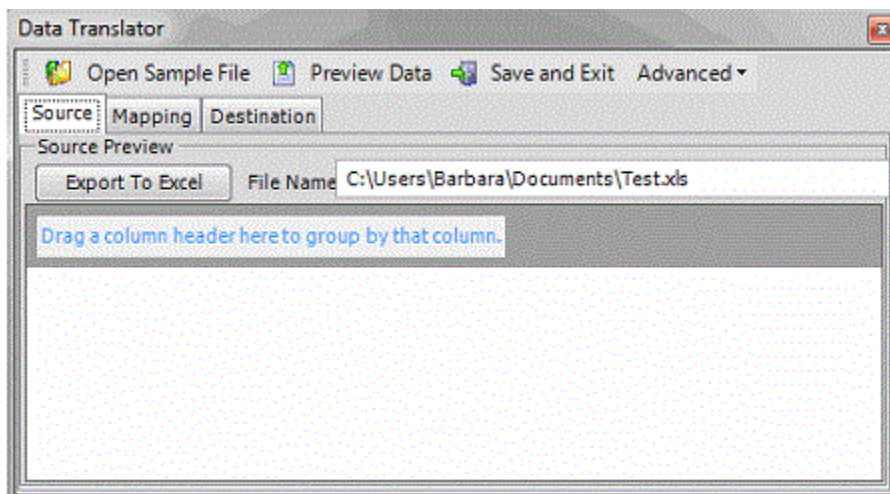 Data Translator
Open Sample File Preview Data Save and Exit Advanced
Source Mapping Destination
Source Preview
Export To Excel File Name C:\Users\Barbara\Documents\Test.xls
Drag a column header here to group by that column.